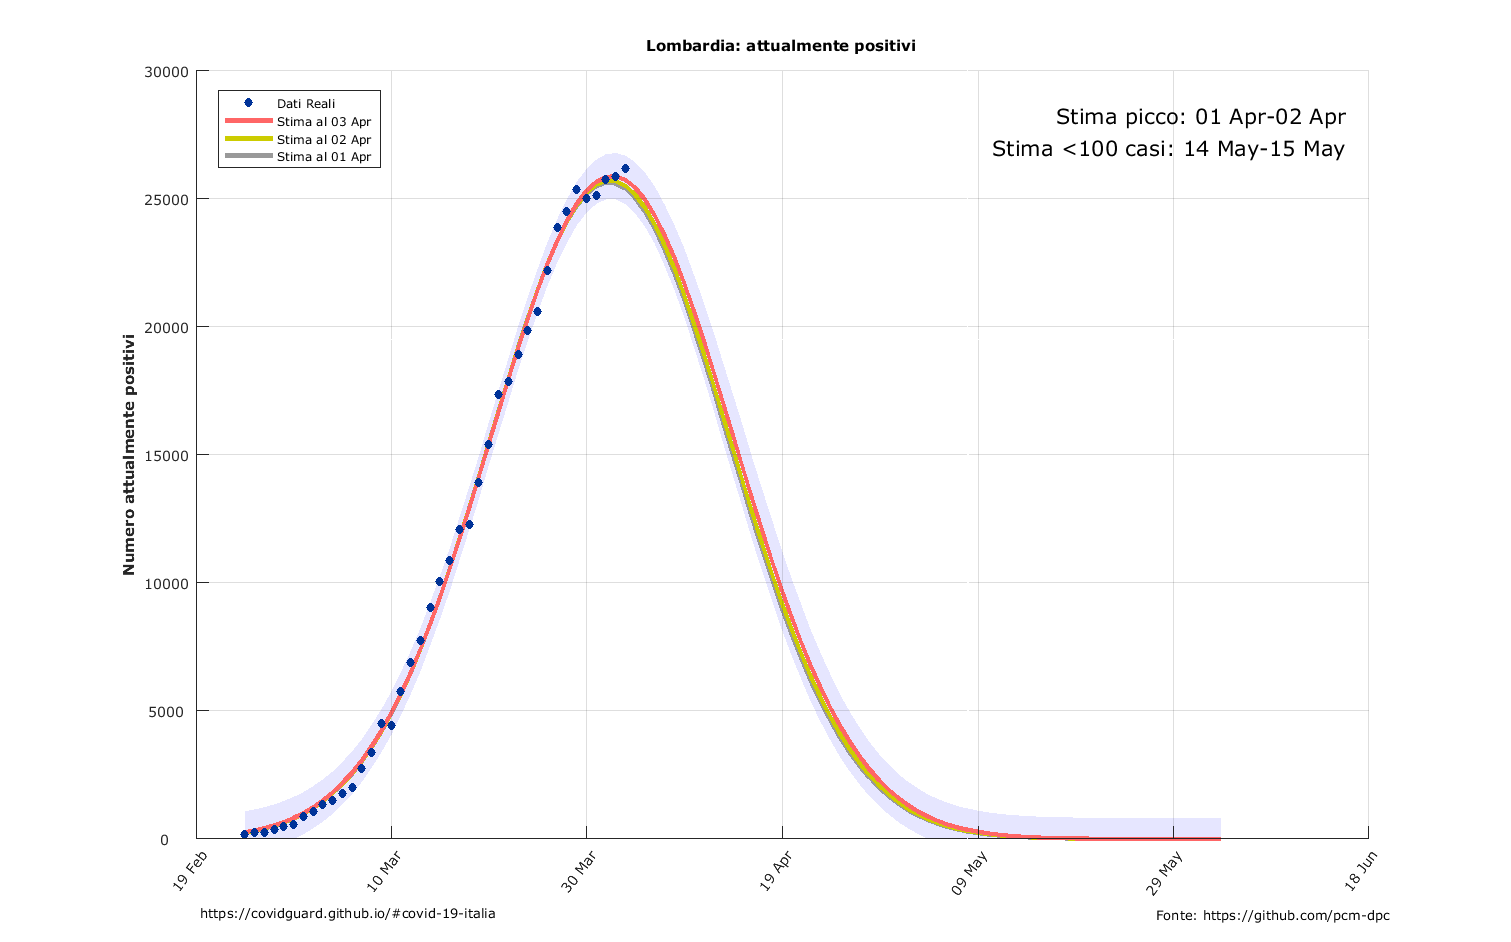 Lombardia: attualmente positivi
30000
25000
20000
15000
10000
5000
0
Numero attualmente positivi
Dati Reali
Stima al 03 Apr
Stima al 02 Apr
Stima al 01 Apr
Stima picco: 01 Apr-02 Apr
Stima <100 casi: 14 May-15 May
19 Feb
10 Mar
30 Mar
19 Apr
09 May
29 May
18 Jun
https://covidguard.github.io/#covid-19-italia
Fonte: https://github.com/pcm-dpc